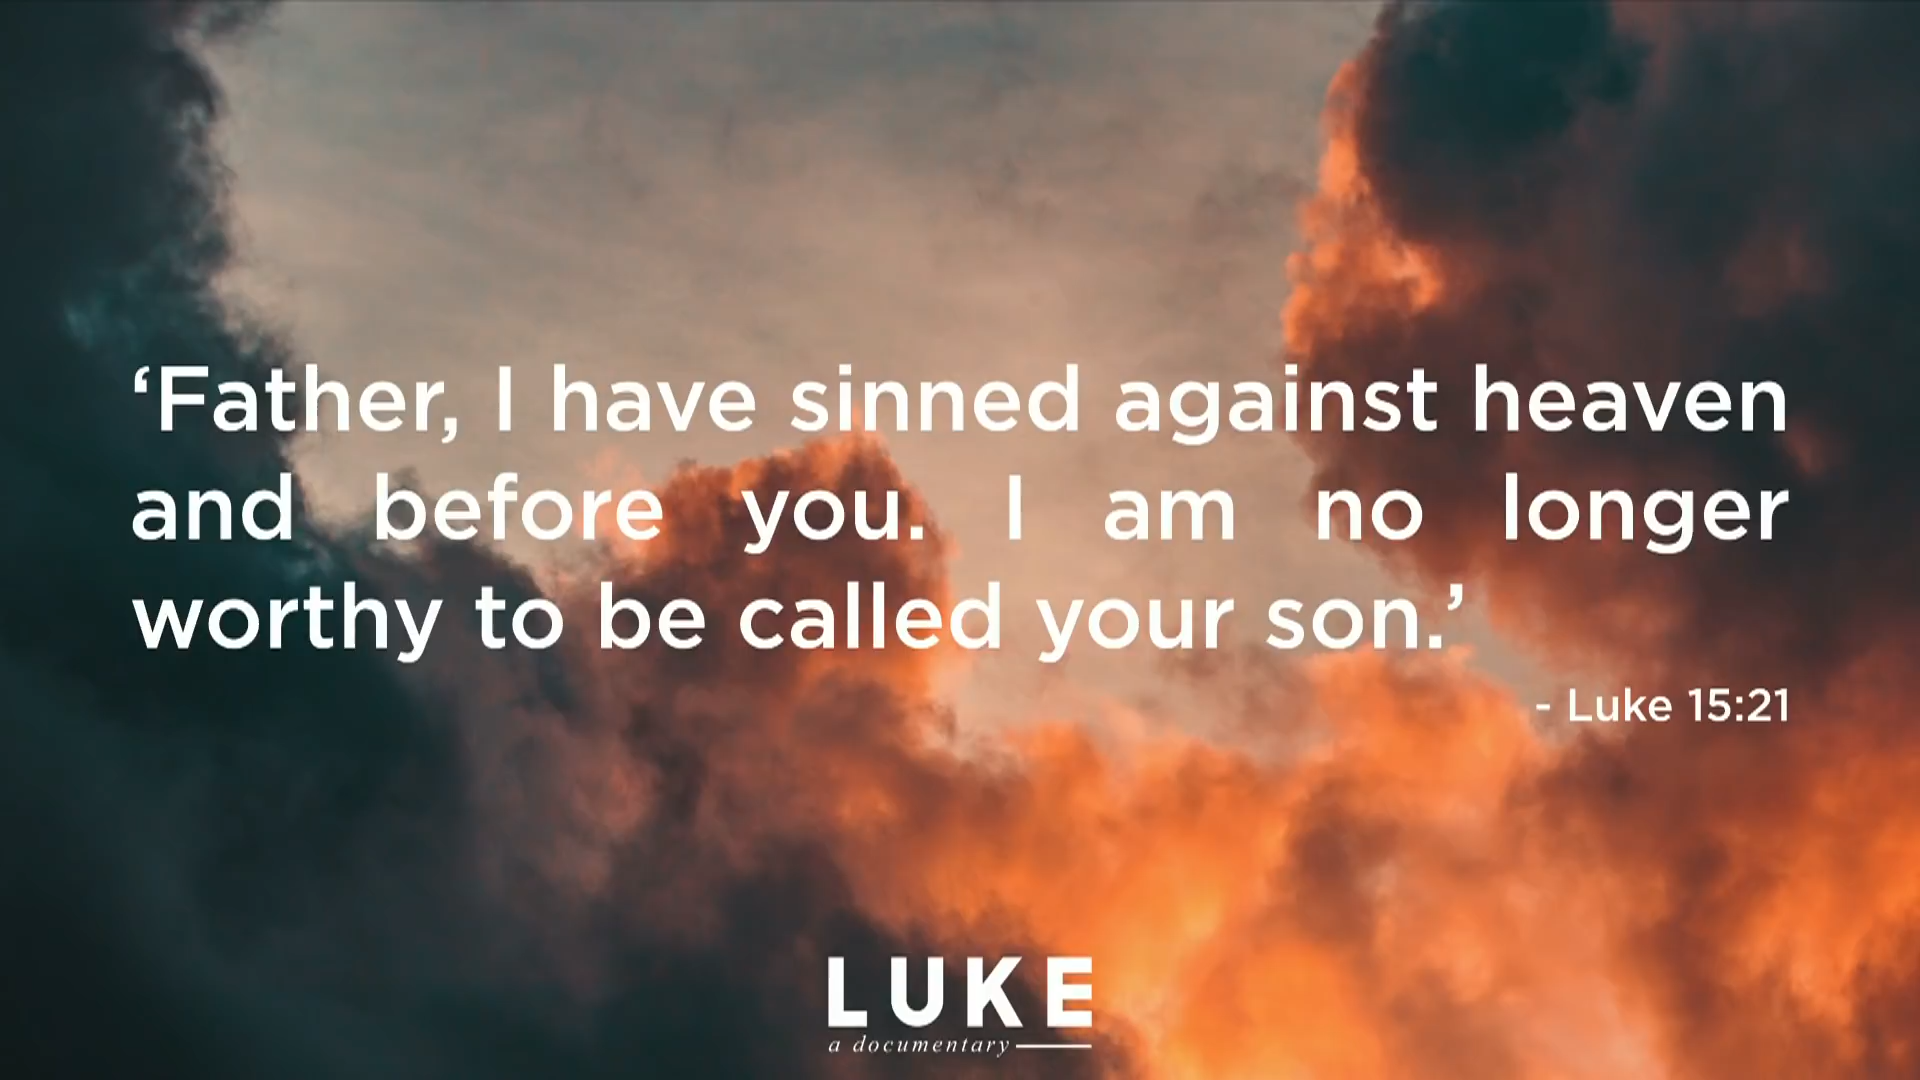 ‘Father, I have sinned against heaven
and before you. I am no longer
worthy to be called your son.’
- Luke 15:21
LUKE
a documentary